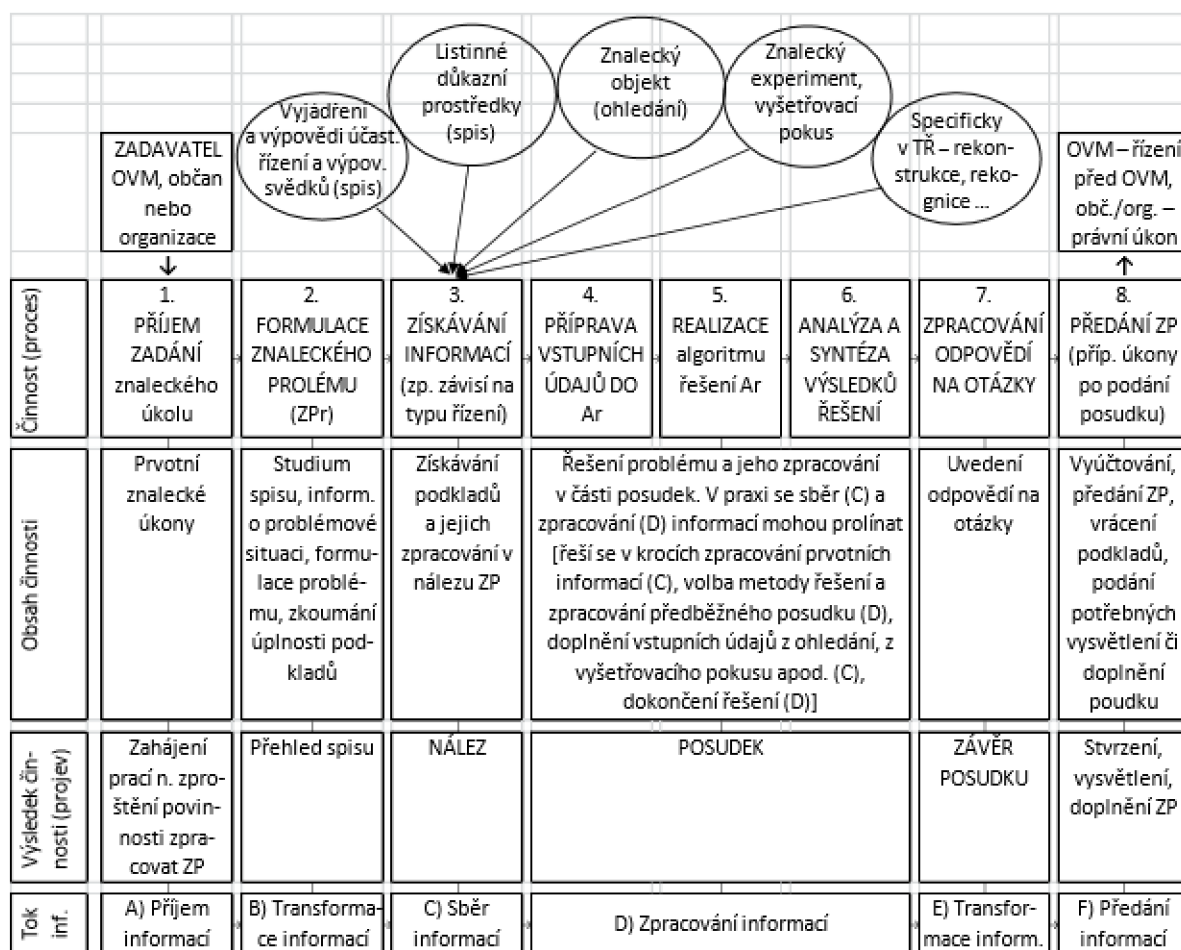 Vyjádření
a výpovědi účast.
řízení a výpov.
svědků (spis)
Listinné
důkazní
prostředky
(spis)
Znalecký
objekt
(ohledání)
Znalecký
experiment,
vyšetřovací
pokus
Specificky
v TŘ – rekon-
strukce, reko-
gnice ...
ZADAVATEL
OVM, občan
nebo
organizace
OVM – řízení
před OVM,
obč./org. –
právní úkon
Činnost (proces)
1.
PŘÍJEM
ZADÁNÍ
znaleckého
úkolu
2.
FORMULACE
ZNALECKÉHO
PROLÉMU
(ZPr)
3.
ZÍSKÁVÁNÍ
INFORMACÍ
(zp. závisí na
typu řízení)
4.
PŘÍPRAVA
VSTUPNÍCH
ÚDAJŮ DO
Ar
5.
REALIZACE
algoritmu
řešení Ar
6.
ANALÝZA A
SYNTÉZA
VÝSLEDKŮ
ŘEŠENÍ
7.
ZPRACOVÁNÍ
ODPOVĚDÍ
NA OTÁZKY
8.
PŘEDÁNÍ ZP
(příp. úkony
po podání
posudku)
Obsah činnosti
Prvotní
znalecké
úkony
Studium
spisu, inform.
o problémové
situaci, formu-
lace problé-
mu, zkoumání
úplnosti pod-
kladů
Získávání
podkladů
a jejich
zpracování v
nálezu ZP
Řešení problému a jeho zpracování
v části posudek. V praxi se sběr (C) a
zpracování (D) informací mohou prolínat
[řeší se v krocích zpracování prvotních
informací (C), volba metody řešení a
zpracování předběžného posudku (D),
doplnění vstupních údajů z ohledání, z
vyšetřovacího pokusu apod. (C),
dokončení řešení (D)]
Uvedení
odpovědí na
otázky
Vyúčtování,
předání ZP,
vrácení
podkladů,
podání
potřebných
vysvětlení či
doplnění
poudku
Výsledek čin-
nosti (projev)
Zahájení
prací n. zpro-
štění povin-
nosti zpra-
covat ZP
Přehled spisu
NÁLEZ
POSUDEK
ZÁVĚR
POSUDKU
Stvrzení,
vysvětlení,
doplnění ZP
Tok
inf.
A) Příjem
informací
B) Transforma-
ce informací
C) Sběr
informací
D) Zpracování informací
E) Transfor-
mace inform.
F) Předání
informací